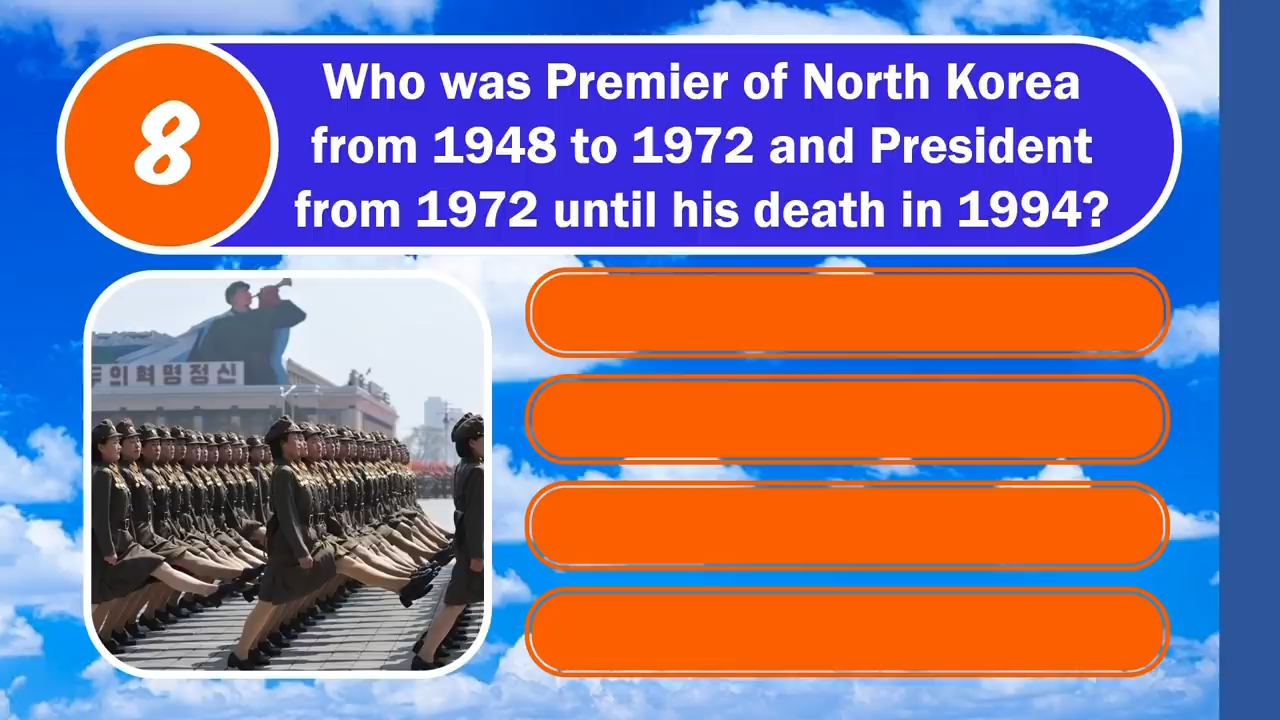 8
Who was Premier of North Korea
from 1948 to 1972 and President
from 1972 until his death in 1994?
의혁명정신